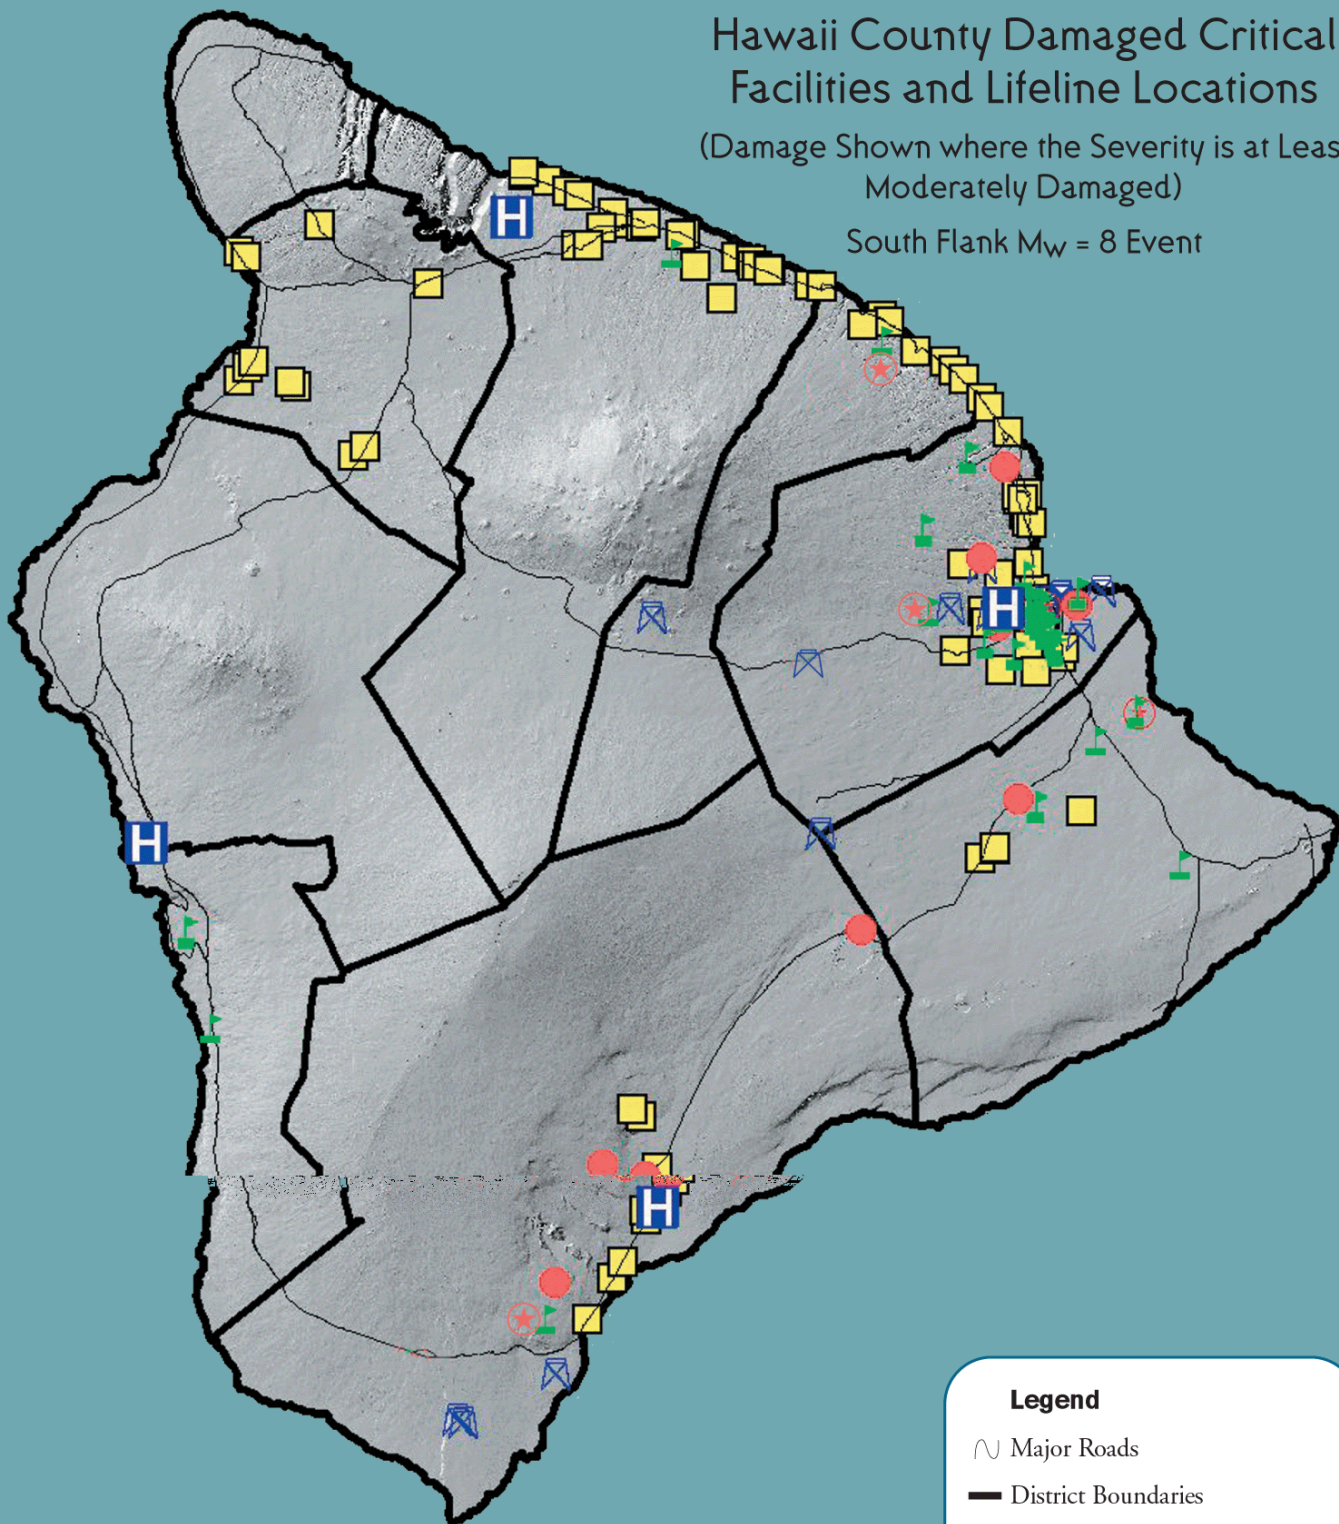 Hawaii County Damaged Critical
Facilities and Lifeline Locations
(Damage Shown where the Severity is at Leas
Moderately Damaged)
South Flank Mw = 8 Event
H
H
H
H
Legend
Major Roads
District Boundaries